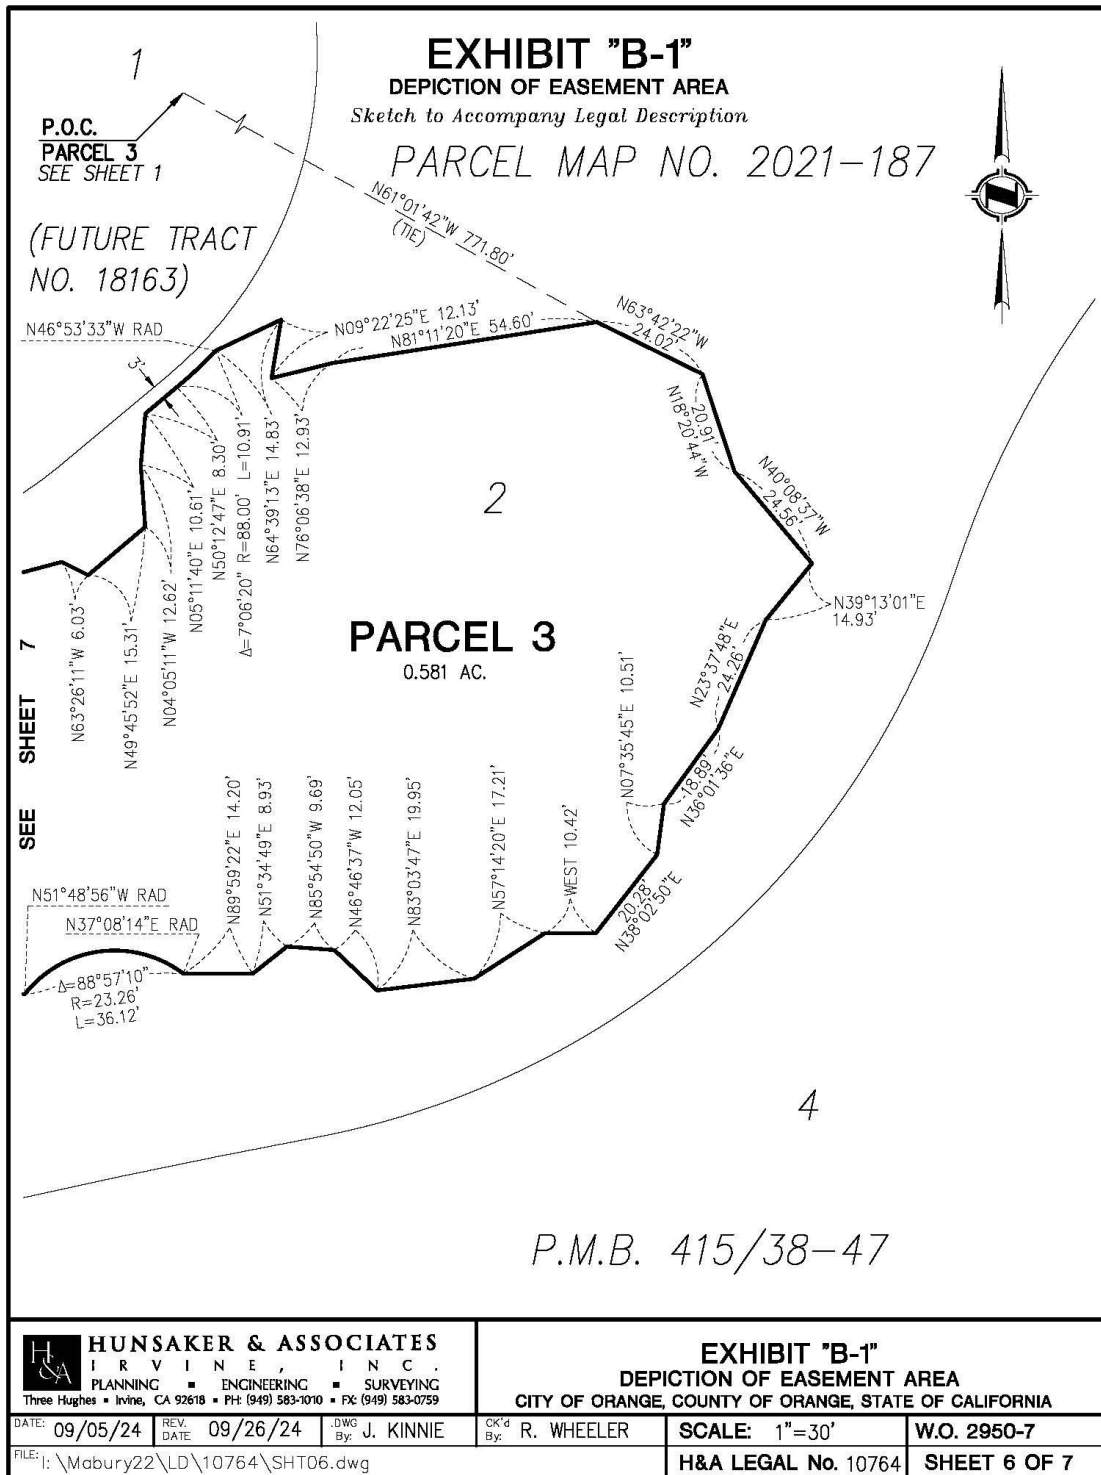 EXHIBIT "B-1"
DEPICTION OF EASEMENT AREA
Sketch to Accompany Legal Description
PARCEL MAP NO. 2021-187
1
P.O.C.
PARCEL 3
SEE SHEET 1
(FUTURE TRACT
NO. 18163)
N61°01'42"W 771.80'
(TIE)
N46°53'33"W RAD
3'
N09°22'25"E 12.13'
N81°11'20"E 54.60'
N63°42'22"W
24.02'
20.91'
N18°20'44"W
N40°08'37"W
24.56'
N39°13'01"E
14.93'
N23°37'48"E
24.26'
18.89'
N36°01'36"E
N07°35'45"E 10.51'
20.28'
N38°02'50"E
2
PARCEL 3
0.581 AC.
N63°26'11"W 6.03'
N49°45'52"E 15.31'
N04°05'11"W 12.62'
N05°11'40"E 10.61'
N50°12'47"E 8.30'
Δ=7°06'20" R=88.00' L=10.91'
N64°39'13"E 14.83'
N76°06'38"E 12.93'
SEE SHEET 7
N51°48'56"W RAD
N37°08'14"E RAD
Δ=88°57'10"
R=23.26'
L=36.12'
N89°59'22"E 14.20'
N51°34'49"E 8.93'
N85°54'50"W 9.69'
N46°46'37"W 12.05'
N83°03'47"E 19.95'
N57°14'20"E 17.21'
WEST 10.42'
4
P.M.B. 415/38-47
H&A
HUNSAKER & ASSOCIATES
IRVINE, INC.
PLANNING ▪ ENGINEERING ▪ SURVEYING
Three Hughes ▪ Irvine, CA 92618 ▪ PH: (949) 583-1010 ▪ FX: (949) 583-0759
EXHIBIT "B-1"
DEPICTION OF EASEMENT AREA
CITY OF ORANGE, COUNTY OF ORANGE, STATE OF CALIFORNIA
DATE: 09/05/24 REV. DATE 09/26/24 DWG By: J. KINNIE CK'd By: R. WHEELER SCALE: 1"=30' W.O. 2950-7
FILE: I:\Mabury22\LD\10764\SHT06.dwg H&A LEGAL No. 10764 SHEET 6 OF 7